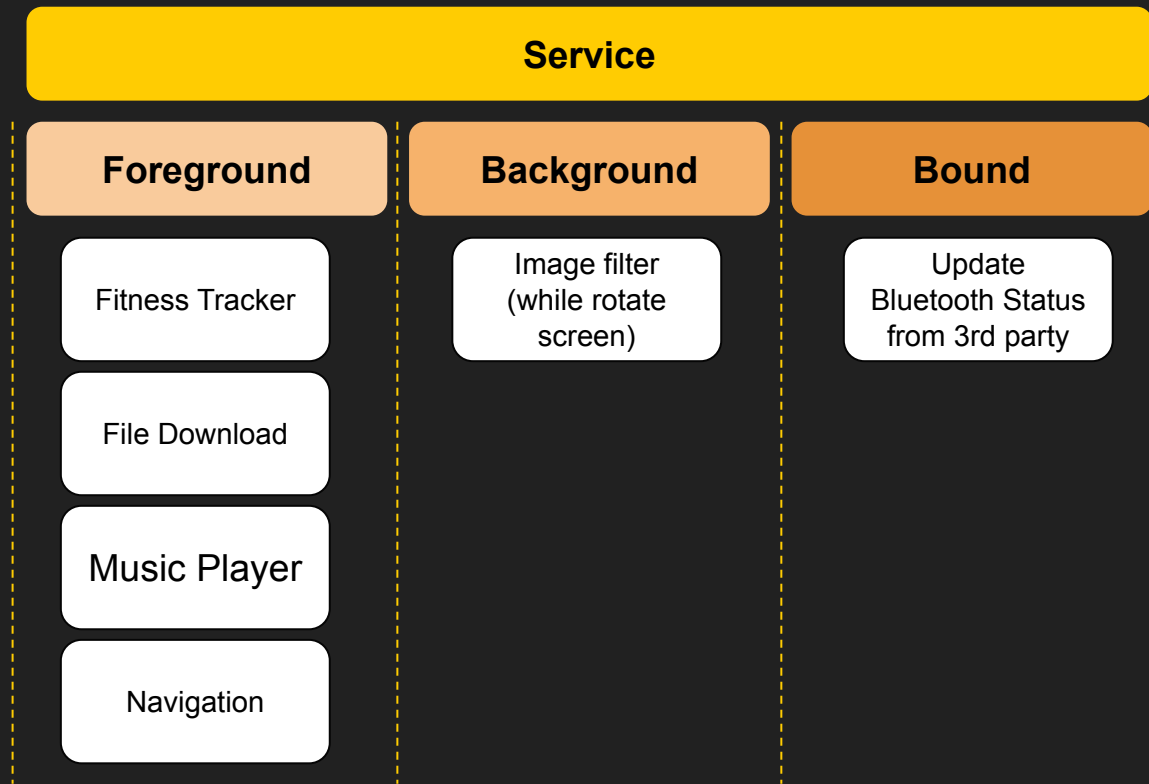 Service
Foreground
Background
Bound
Fitness Tracker
File Download
Music Player
Navigation
Image filter
(while rotate
screen)
Update
Bluetooth Status
from 3rd party